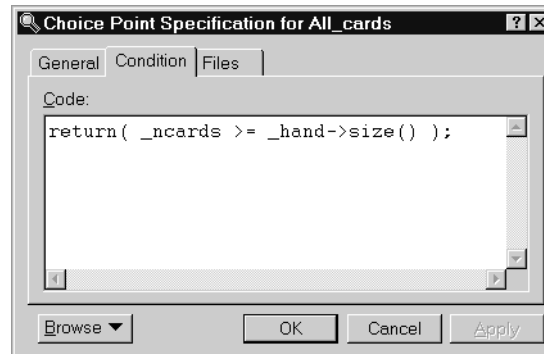 Choice Point Specification for All_cards
General Condition Files
Code:
return( _ncards >= _hand->size() );
Browse OK Cancel Apply